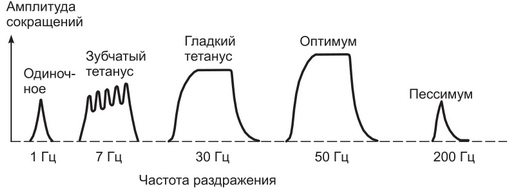 Амплитуда
сокращений
Одиноч-
ное
Зубчатый
тетанус
Гладкий
тетанус
Оптимум
Пессимум
1 Гц
7 Гц
30 Гц
50 Гц
200 Гц
Частота раздражения